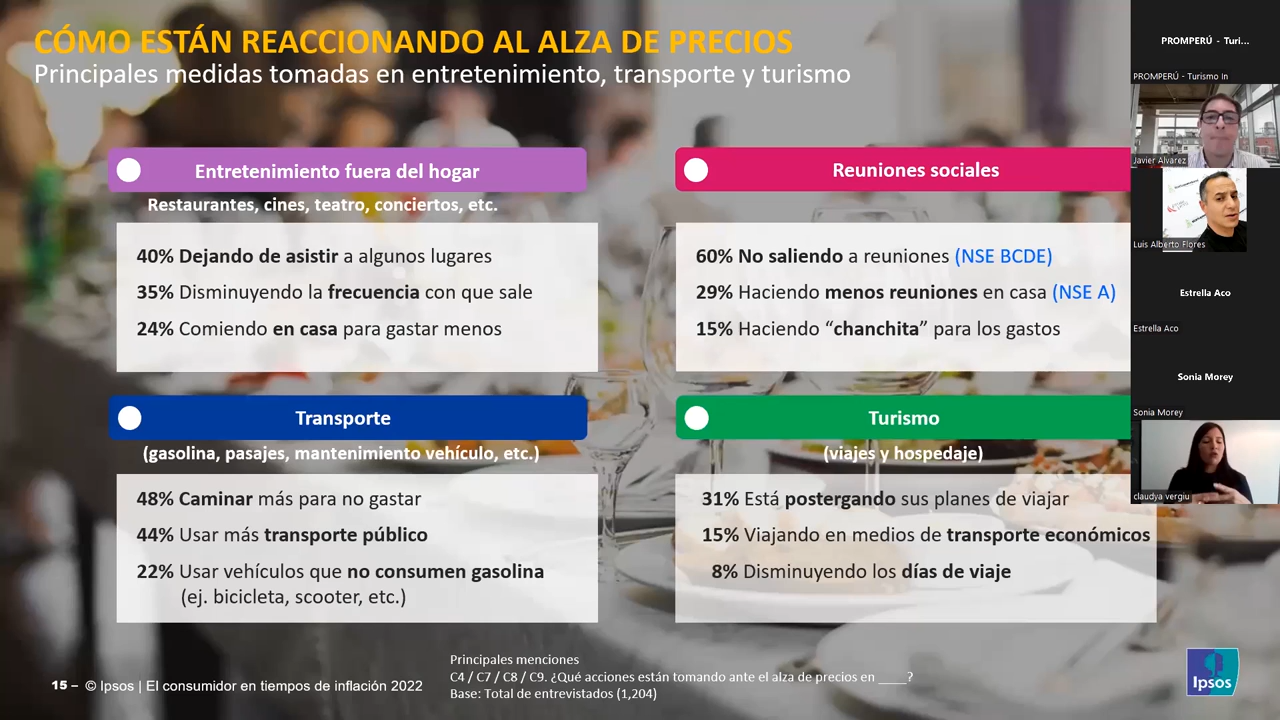 CÓMO ESTÁN REACCIONANDO AL ALZA DE PRECIOS
Principales medidas tomadas en entretenimiento, transporte y turismo
Entretenimiento fuera del hogar
Restaurantes, cines, teatro, conciertos, etc.
40% Dejando de asistir a algunos lugares
35% Disminuyendo la frecuencia con que sale
24% Comiendo en casa para gastar menos
Reuniones sociales
60% No saliendo a reuniones (NSE BCDE)
29% Haciendo menos reuniones en casa (NSE A)
15% Haciendo “chanchita” para los gastos
Transporte
(gasolina, pasajes, mantenimiento vehículo, etc.)
48% Caminar más para no gastar
44% Usar más transporte público
22% Usar vehículos que no consumen gasolina
(ej. bicicleta, scooter, etc.)
Turismo
(viajes y hospedaje)
31% Está postergando sus planes de viajar
15% Viajando en medios de transporte económicos
8% Disminuyendo los días de viaje
Principales menciones
C4 / C7 / C8 / C9. ¿Qué acciones están tomando ante el alza de precios en ____?
Base: Total de entrevistados (1,204)
15 – © Ipsos | El consumidor en tiempos de inflación 2022
Ipsos
PROMPERÚ - Turi...
PROMPERÚ - Turismo In
Javier Alvarez
Luis Alberto Flores
Estrella Aco
Estrella Aco
Sonia Morey
Sonia Morey
claudya vergiu